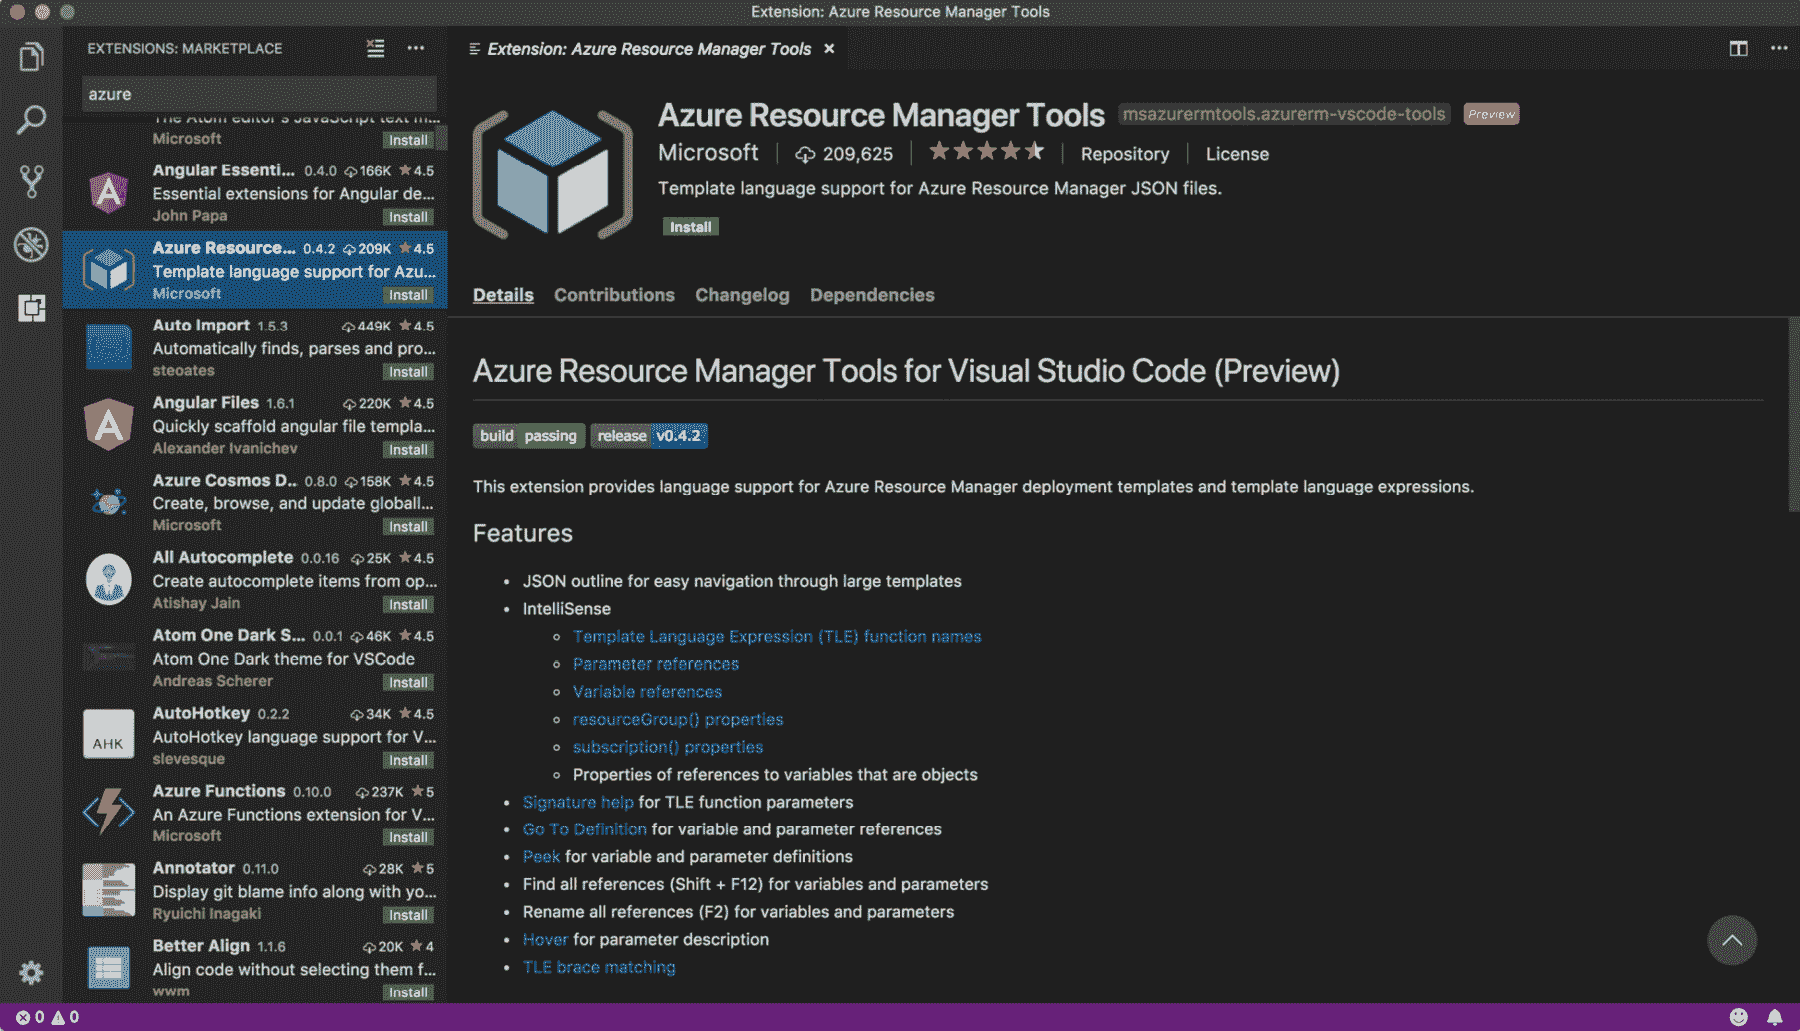 Extension: Azure Resource Manager Tools
EXTENSIONS: MARKETPLACE
azure
The Atom editor's JavaScript text m...
Microsoft
Install
Angular Essenti... 0.4.0 166K 4.5
Essential extensions for Angular de...
John Papa
Install
Azure Resource... 0.4.2 209K 4.5
Template language support for Azu...
Microsoft
Install
Auto Import 1.5.3 449K 4.5
Automatically finds, parses and pro...
steoates
Install
Angular Files 1.6.1 220K 4.5
Quickly scaffold angular file templa...
Alexander Ivanichev
Install
Azure Cosmos D... 0.8.0 158K 4.5
Create, browse, and update globall...
Microsoft
Install
All Autocomplete 0.0.16 25K 4.5
Create autocomplete items from op...
Atishay Jain
Install
Atom One Dark S... 0.0.1 46K 4.5
Atom One Dark theme for VSCode
Andreas Scherer
Install
AHK
AutoHotkey 0.2.2 34K 4.5
AutoHotkey language support for V...
slevesque
Install
Azure Functions 0.10.0 237K 5
An Azure Functions extension for V...
Microsoft
Install
Annotator 0.11.0 28K 5
Display git blame info along with yo...
Ryuichi Inagaki
Install
Better Align 1.1.6 20K 4
Align code without selecting them f...
wwm
Install
Extension: Azure Resource Manager Tools
Azure Resource Manager Tools msazurermtools.azurerm-vscode-tools Preview
Microsoft 209,625 Repository License
Template language support for Azure Resource Manager JSON files.
Install
Details Contributions Changelog Dependencies
Azure Resource Manager Tools for Visual Studio Code (Preview)
build passing release v0.4.2
This extension provides language support for Azure Resource Manager deployment templates and template language expressions.
Features
JSON outline for easy navigation through large templates
IntelliSense
Template Language Expression (TLE) function names
Parameter references
Variable references
resourceGroup() properties
subscription() properties
Properties of references to variables that are objects
Signature help for TLE function parameters
Go To Definition for variable and parameter references
Peek for variable and parameter definitions
Find all references (Shift + F12) for variables and parameters
Rename all references (F2) for variables and parameters
Hover for parameter description
TLE brace matching
0 0